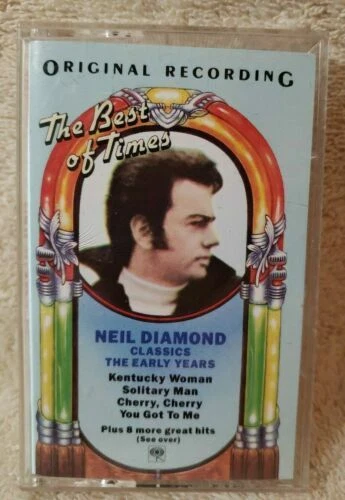 ORIGINAL RECORDING
The Best
of Times
NEIL DIAMOND
CLASSICS
THE EARLY YEARS
Kentucky Woman
Solitary Man
Cherry, Cherry
You Got To Me
Plus 8 more great hits
(See over)